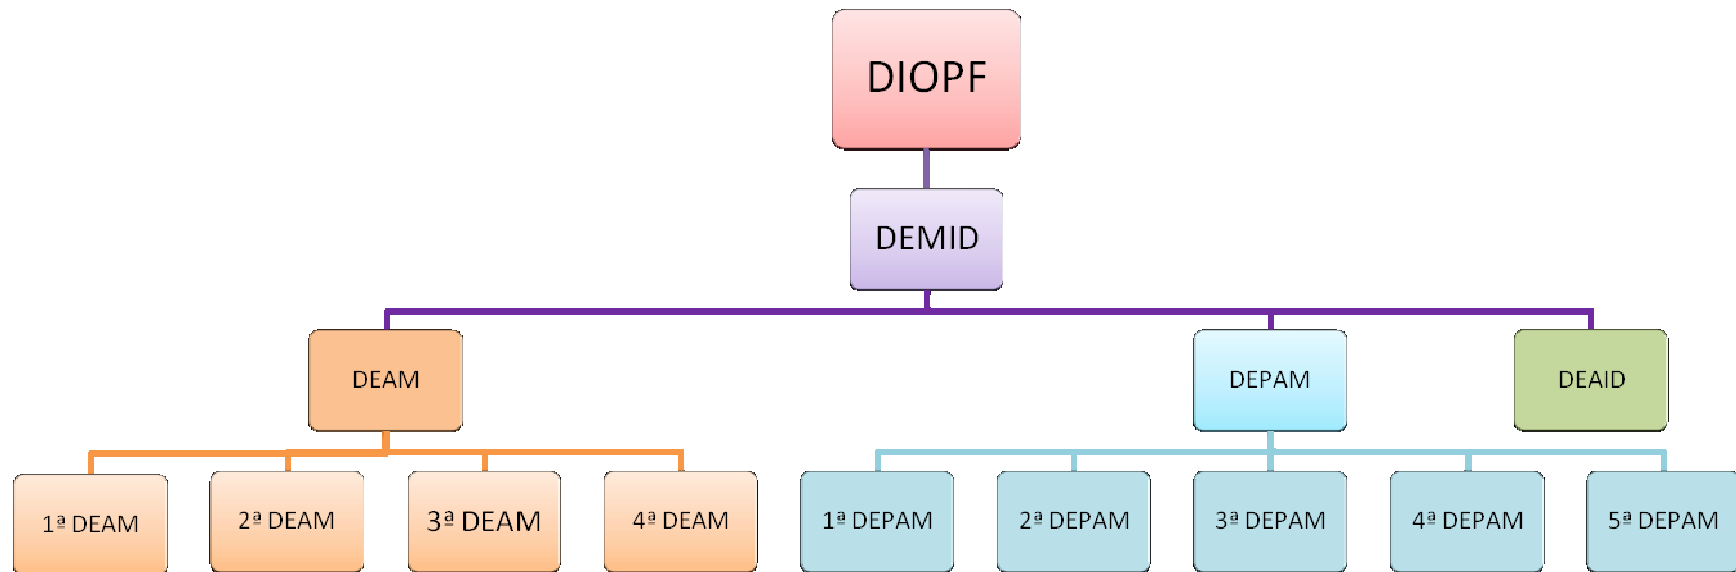 DIOPF
DEMID
DEAM
DEPAM
DEAID
1ª DEAM
2ª DEAM
3ª DEAM
4ª DEAM
1ª DEPAM
2ª DEPAM
3ª DEPAM
4ª DEPAM
5ª DEPAM